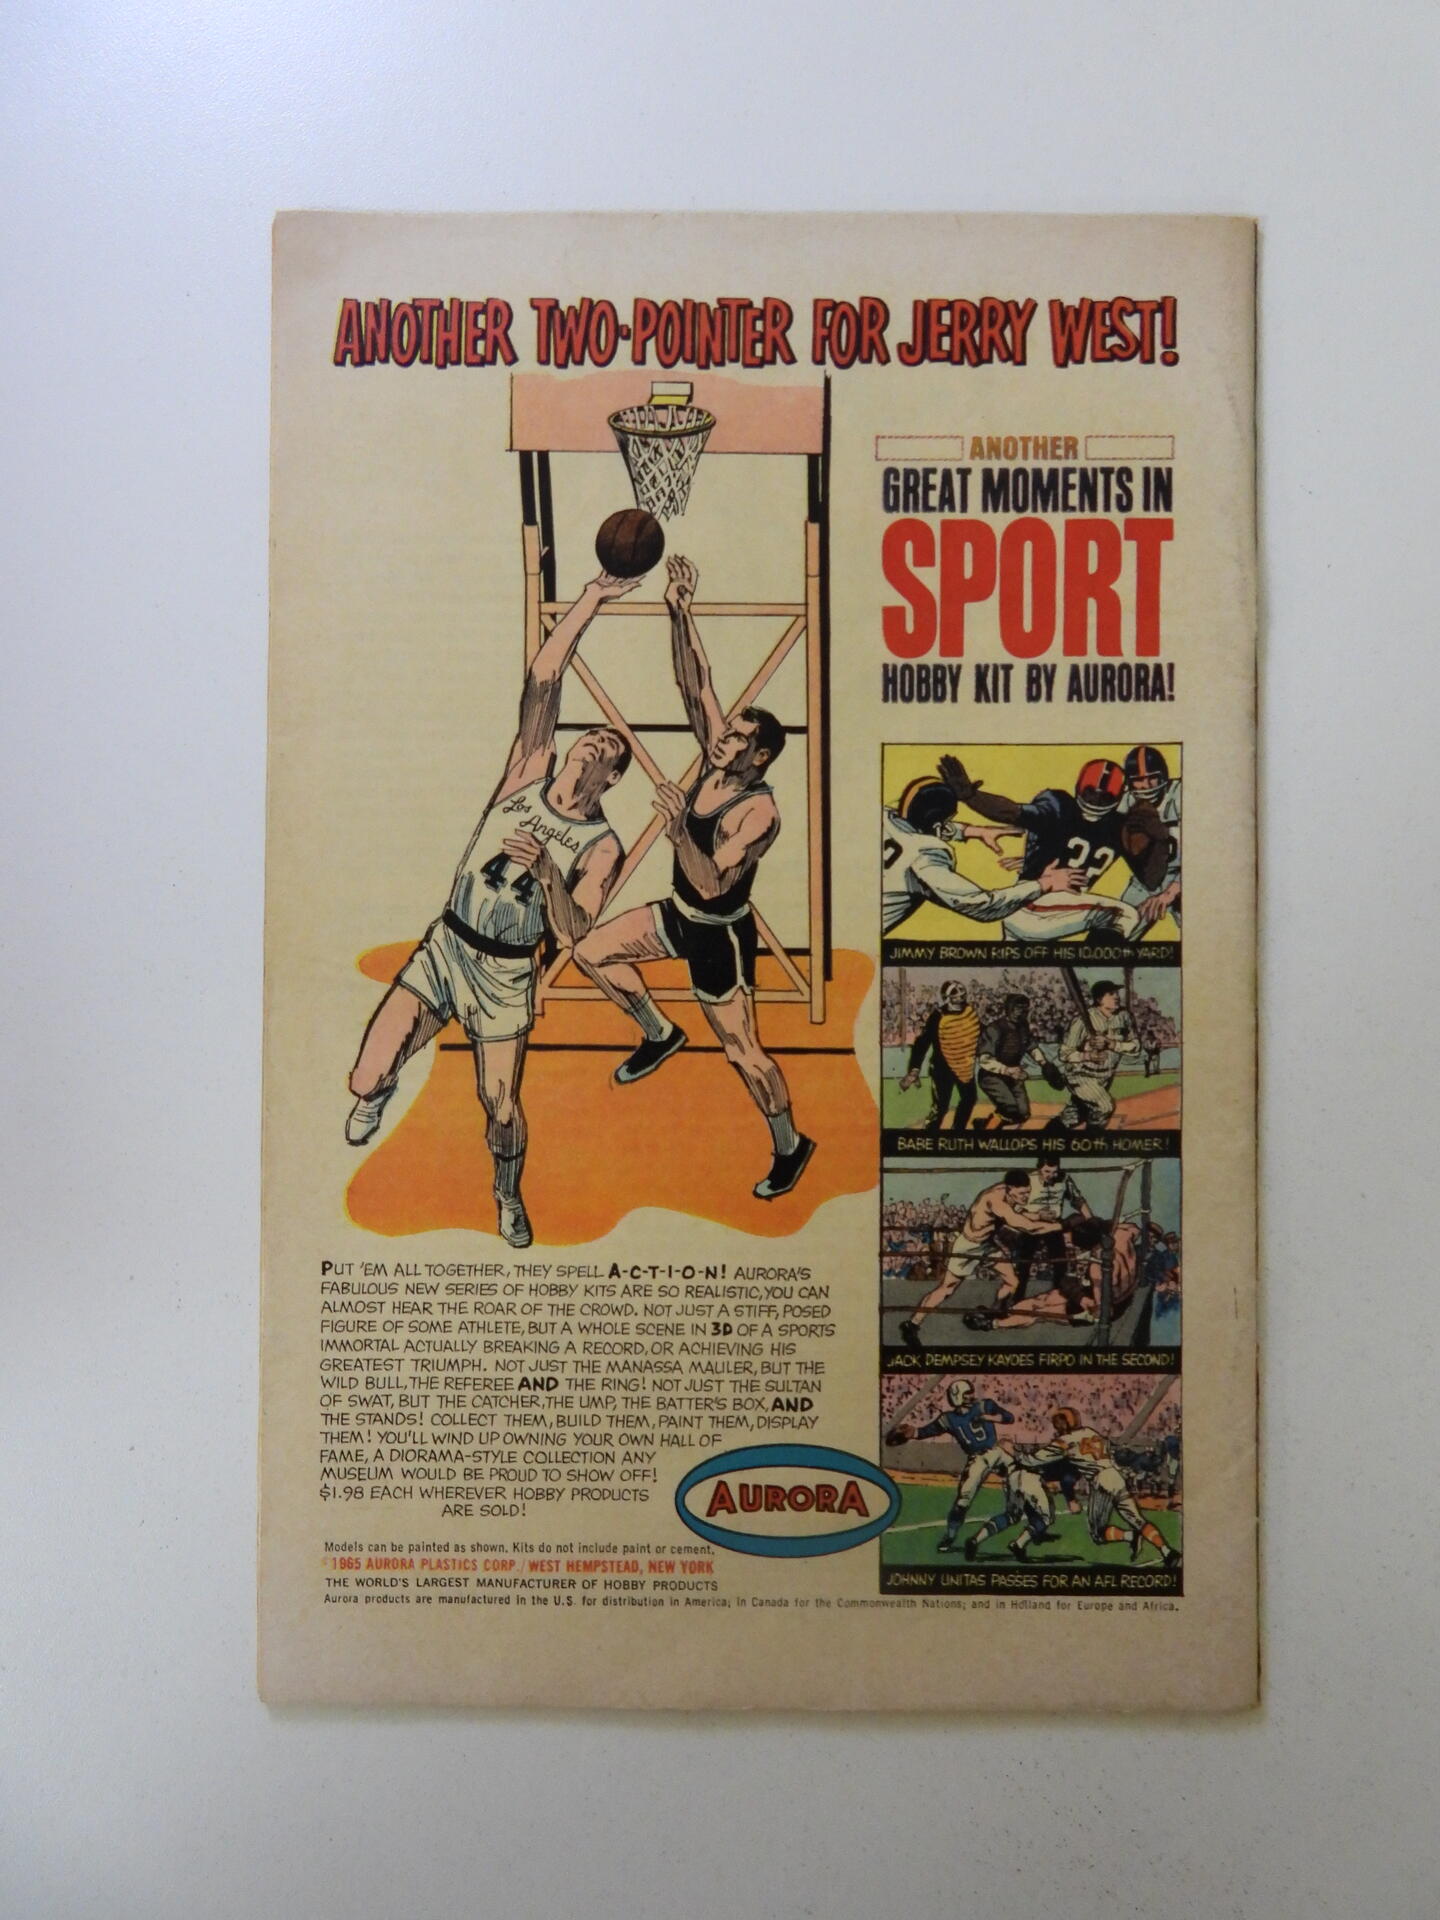 ANOTHER TWO-POINTER FOR JERRY WEST!
ANOTHER
GREAT MOMENTS IN
SPORT
HOBBY KIT BY AURORA!
Los
Angeles
44
22
JIMMY BROWN RIPS OFF HIS 10,000th YARD!
BABE RUTH WALLOPS HIS 60th HOMER!
JACK DEMPSEY KAYOES FIRPO IN THE SECOND!
19
JOHNNY UNITAS PASSES FOR AN AFL RECORD!
PUT 'EM ALL TOGETHER, THEY SPELL A-C-T-I-O-N! AURORA'S
FABULOUS NEW SERIES OF HOBBY KITS ARE SO REALISTIC, YOU CAN
ALMOST HEAR THE ROAR OF THE CROWD. NOT JUST A STIFF, POSED
FIGURE OF SOME ATHLETE, BUT A WHOLE SCENE IN 3D OF A SPORTS
IMMORTAL ACTUALLY BREAKING A RECORD, OR ACHIEVING HIS
GREATEST TRIUMPH. NOT JUST THE MANASSA MAULER, BUT THE
WILD BULL, THE REFEREE AND THE RING! NOT JUST THE SULTAN
OF SWAT, BUT THE CATCHER, THE UMP, THE BATTER'S BOX, AND
THE STANDS! COLLECT THEM, BUILD THEM, PAINT THEM, DISPLAY
THEM! YOU'LL WIND UP OWNING YOUR OWN HALL OF
FAME, A DIORAMA-STYLE COLLECTION ANY
MUSEUM WOULD BE PROUD TO SHOW OFF!
$1.98 EACH WHEREVER HOBBY PRODUCTS
ARE SOLD!
AURORA
Models can be painted as shown. Kits do not include paint or cement.
© 1965 AURORA PLASTICS CORP./WEST HEMPSTEAD, NEW YORK
THE WORLD'S LARGEST MANUFACTURER OF HOBBY PRODUCTS
Aurora products are manufactured in the U.S. for distribution in America; in Canada for the Commonwealth Nations; and in Holland for Europe and Africa.